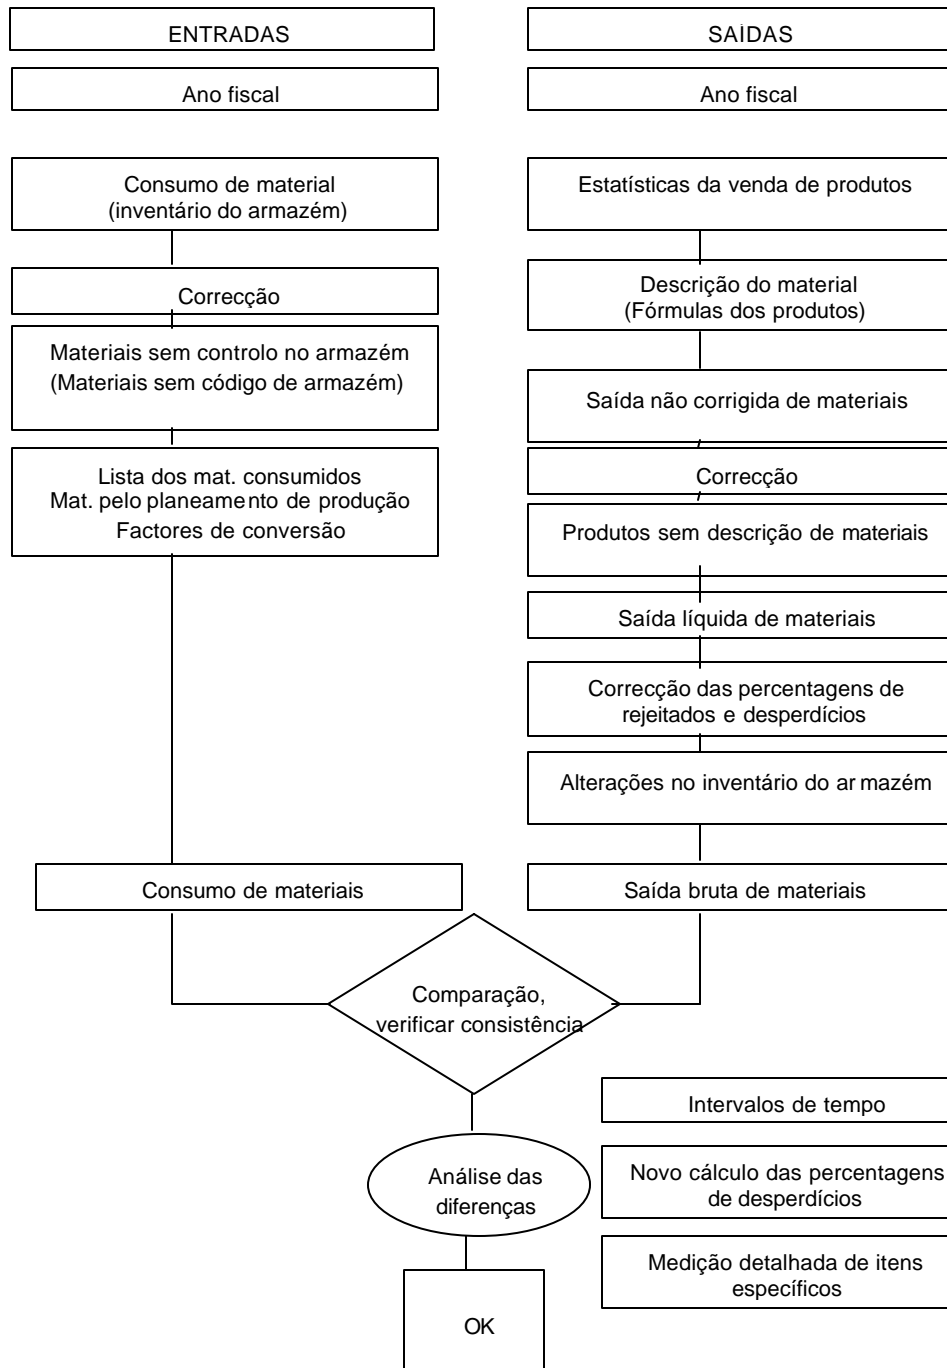 ENTRADAS
Ano fiscal
Consumo de material
(inventário do armazém)
Correcção
Materiais sem controlo no armazém
(Materiais sem código de armazém)
Lista dos mat. consumidos
Mat. pelo planeamento de produção
Factores de conversão
Consumo de materiais
SAÍDAS
Ano fiscal
Estatísticas da venda de produtos
Descrição do material
(Fórmulas dos produtos)
Saída não corrigida de materiais
Correcção
Produtos sem descrição de materiais
Saída líquida de materiais
Correcção das percentagens de
rejeitados e desperdícios
Alterações no inventário do ar mazém
Saída bruta de materiais
Comparação,
verificar consistência
Análise das
diferenças
OK
Intervalos de tempo
Novo cálculo das percentagens
de desperdícios
Medição detalhada de itens
específicos